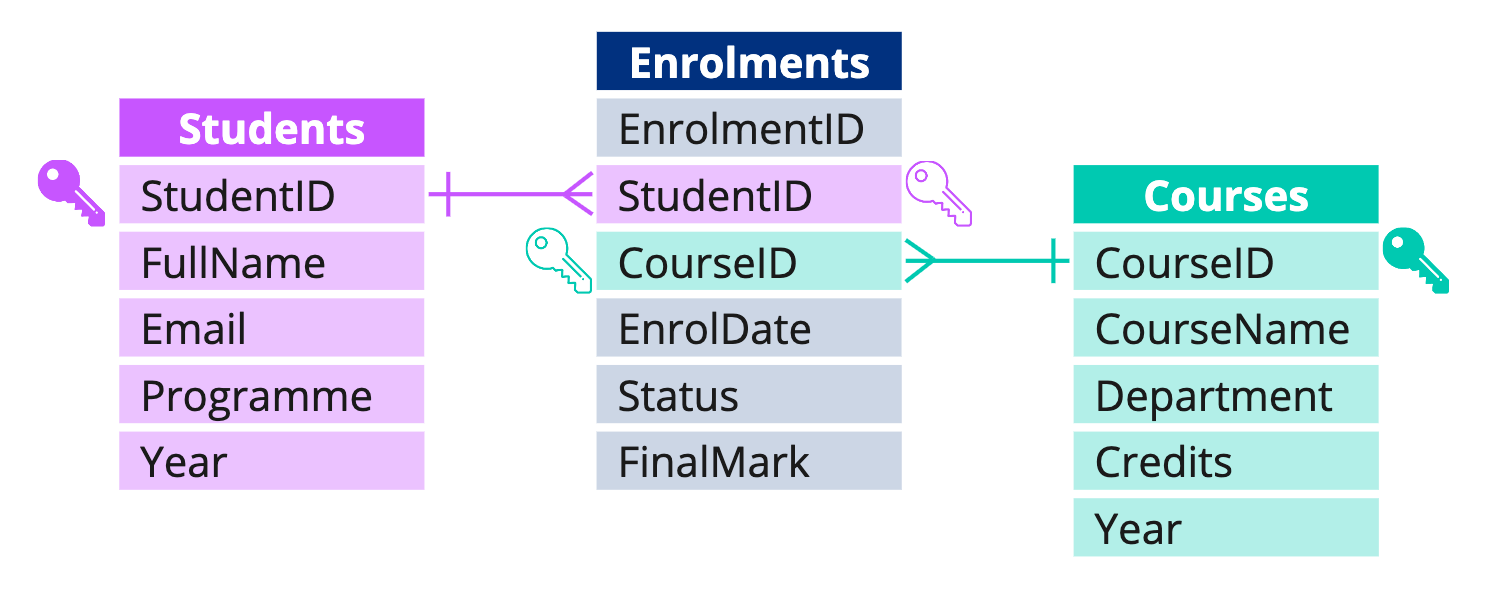 Students
StudentID
FullName
Email
Programme
Year
Enrolments
EnrolmentID
StudentID
CourseID
EnrolDate
Status
FinalMark
Courses
CourseID
CourseName
Department
Credits
Year